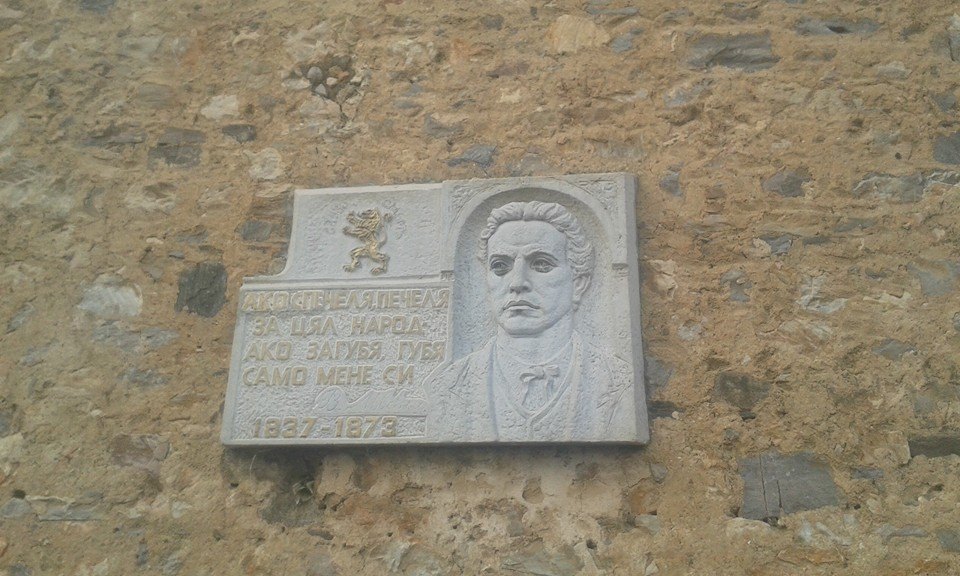 АКО СПЕЧЕЛЯ ПЕЧЕЛЯ
ЗА ЦЯЛ НАРОД-
АКО ЗАГУБЯ, ГУБЯ
САМО МЕНЕ СИ
1837-1873